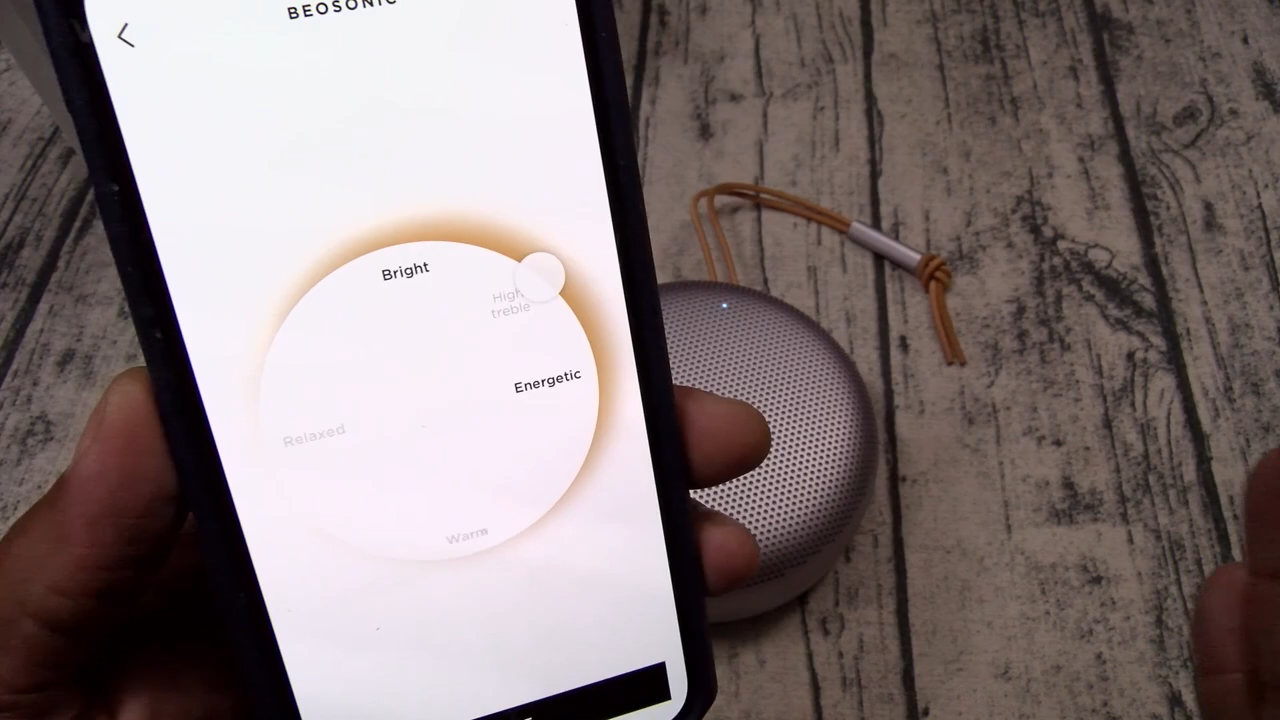 BEOSONIC
Bright
High
treble
Energetic
Relaxed
Warm